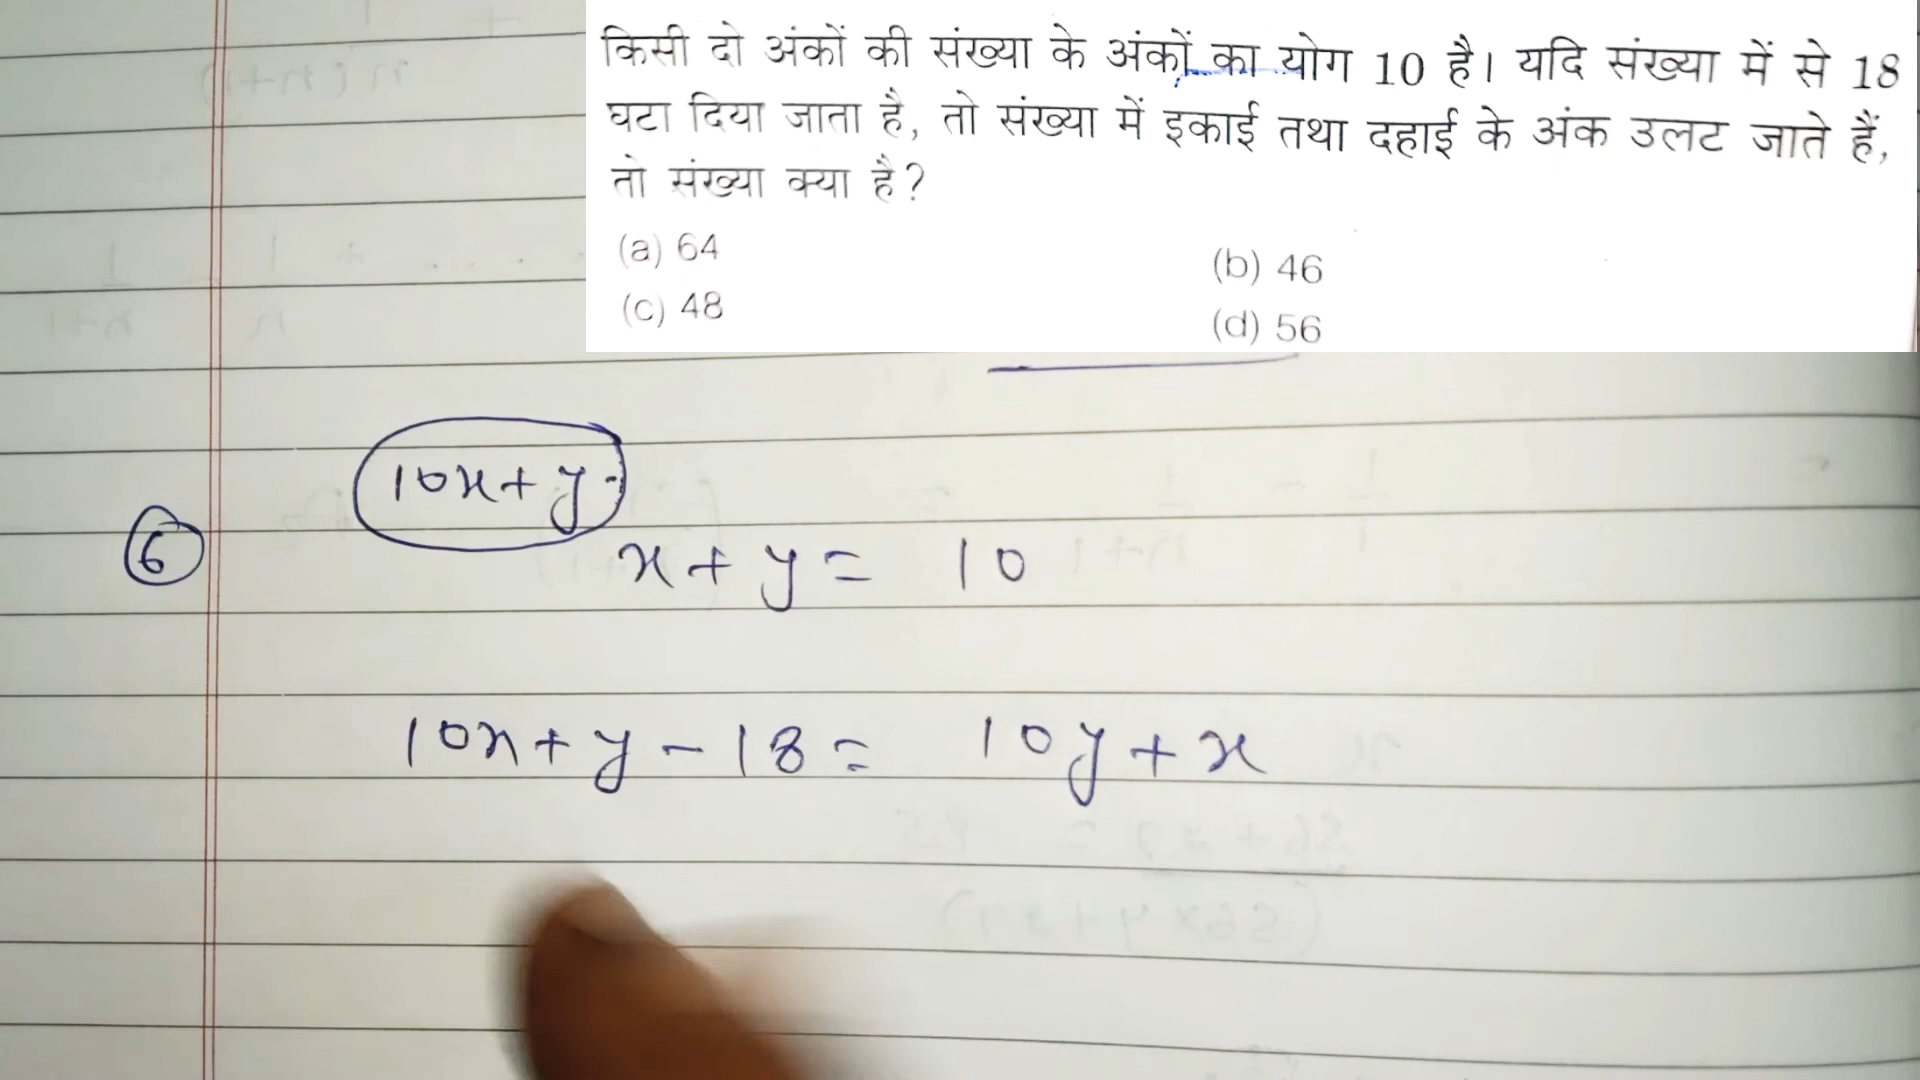 किसी दो अंकों की संख्या के अंकों का योग 10 है। यदि संख्या में से 18
घटा दिया जाता है, तो संख्या में इकाई तथा दहाई के अंक उलट जाते हैं,
तो संख्या क्या है?
(a) 64
(b) 46
(c) 48
(d) 56
10x+y
6
x+y= 10
10x+y-18= 10y+x